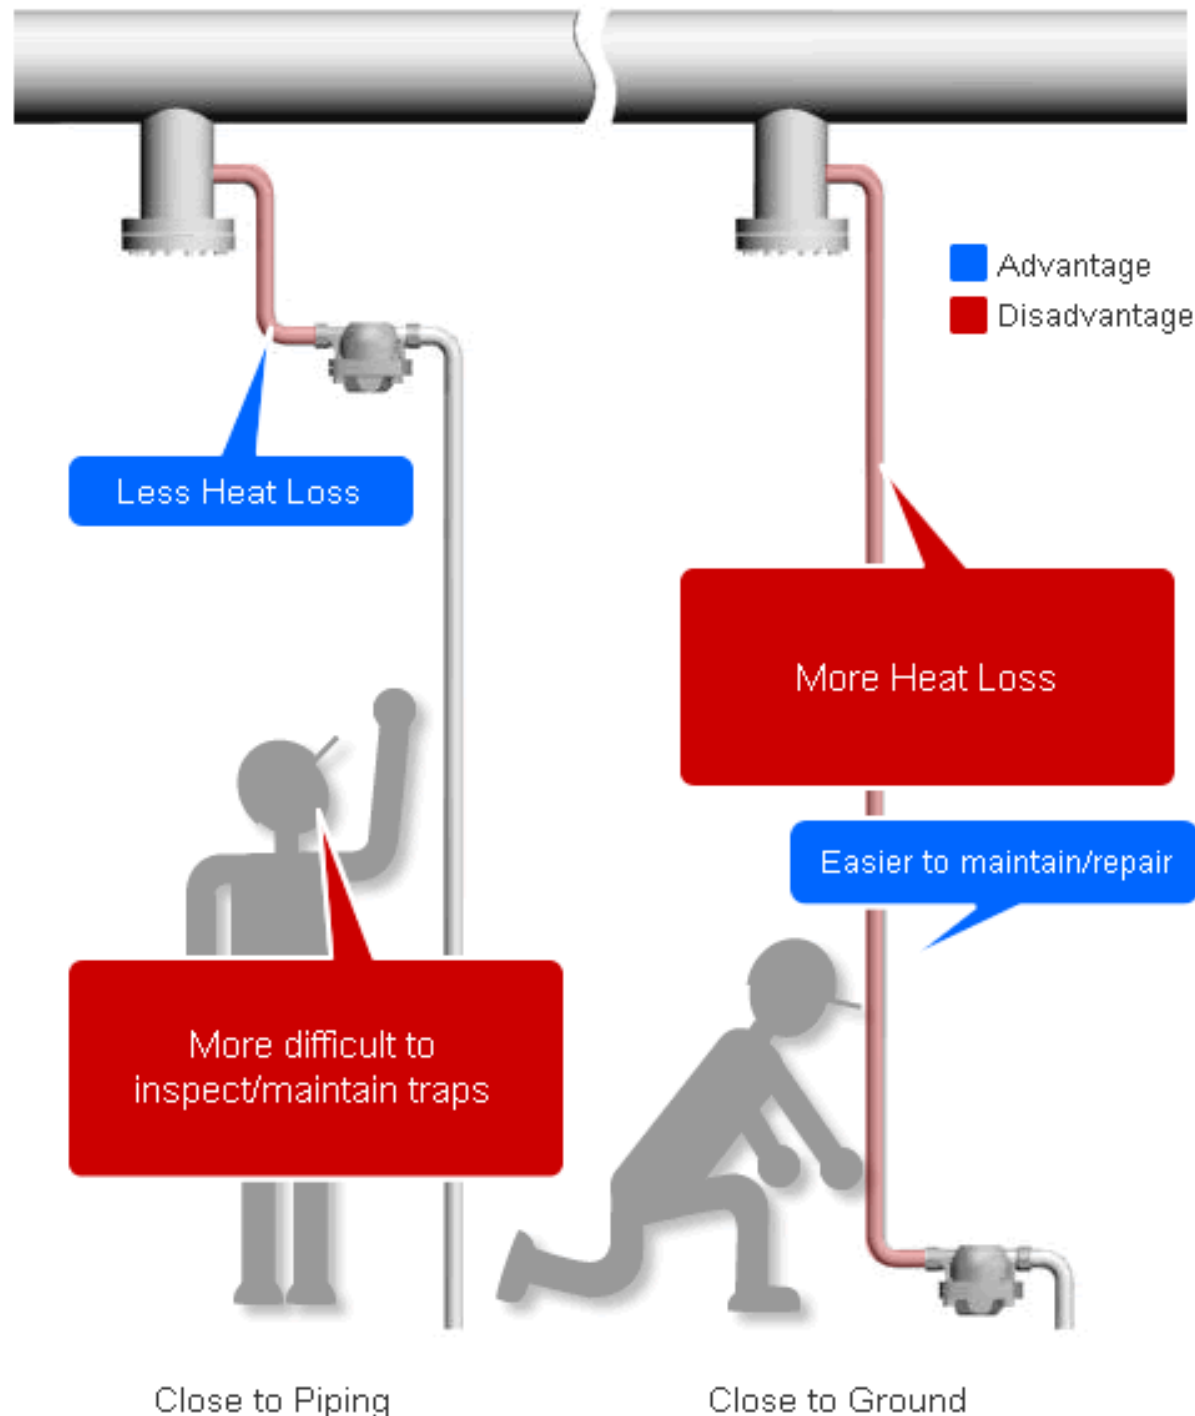 Advantage
Disadvantage
Less Heat Loss
More Heat Loss
Easier to maintain/repair
More difficult to
inspect/maintain traps
Close to Piping
Close to Ground